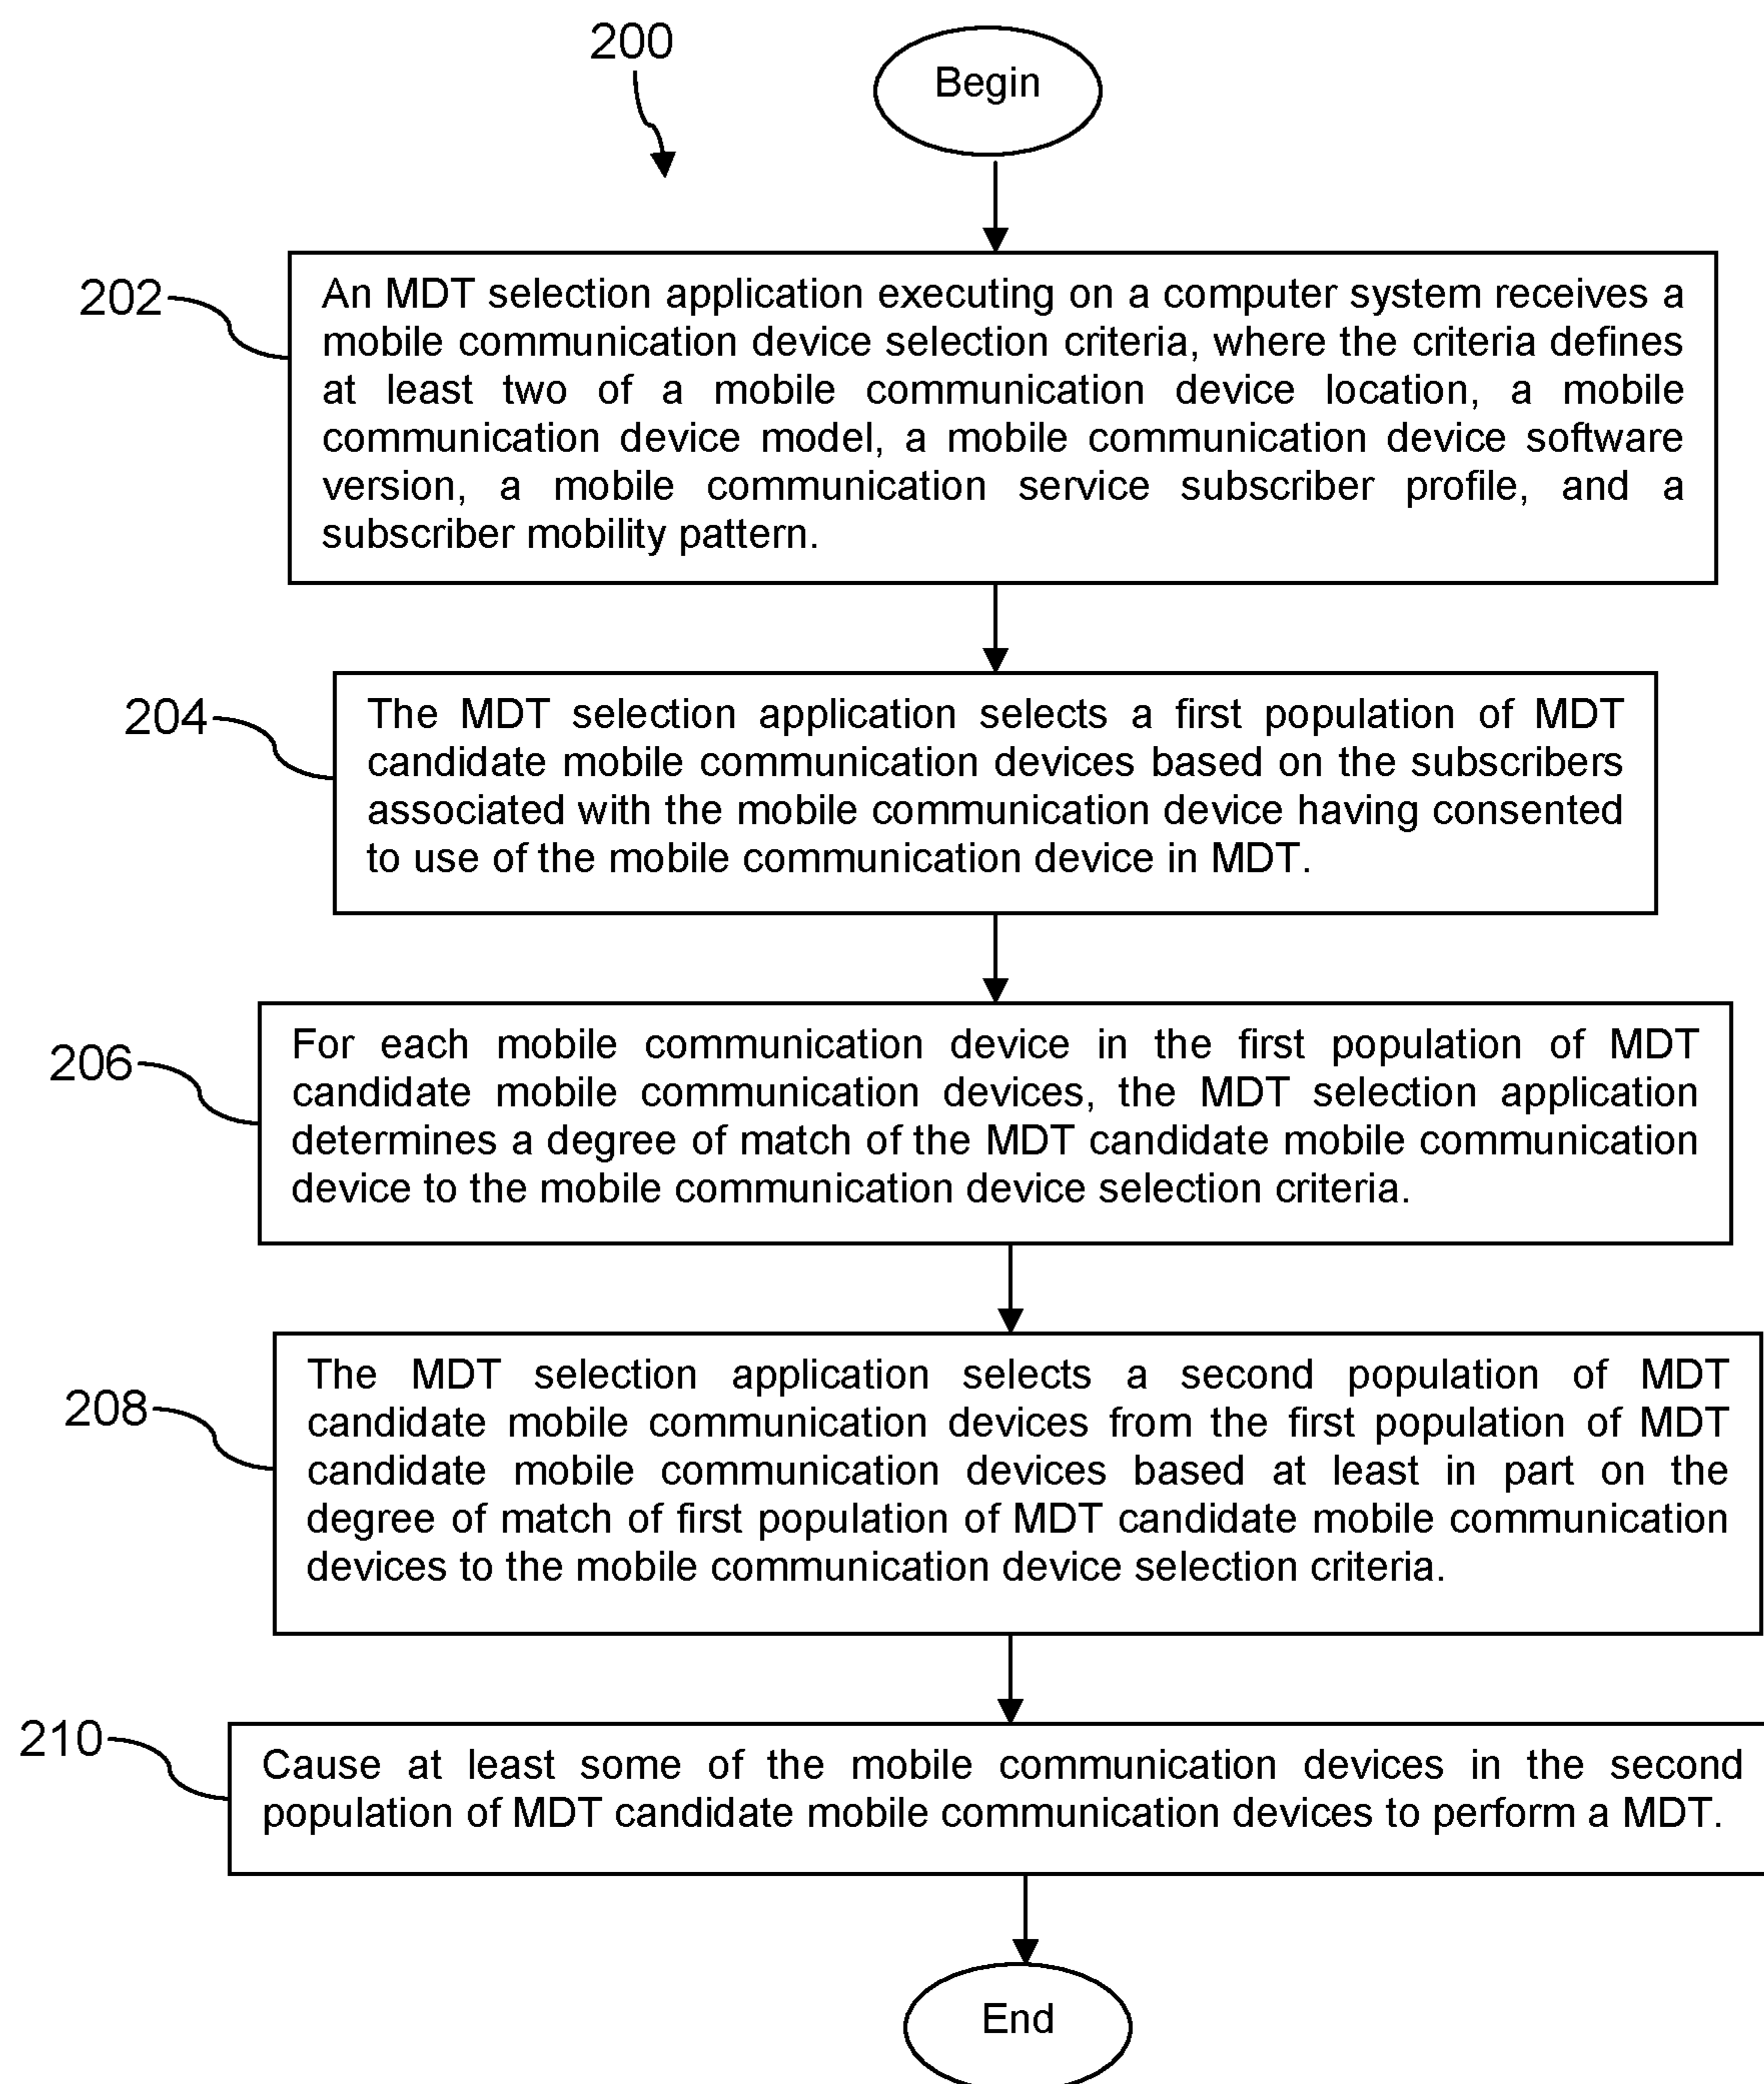 200
Begin
202
An MDT selection application executing on a computer system receives a
mobile communication device selection criteria, where the criteria defines
at least two of a mobile communication device location, a mobile
communication device model, a mobile communication device software
version, a mobile communication service subscriber profile, and a
subscriber mobility pattern.
204
The MDT selection application selects a first population of MDT
candidate mobile communication devices based on the subscribers
associated with the mobile communication device having consented
to use of the mobile communication device in MDT.
206
For each mobile communication device in the first population of MDT
candidate mobile communication devices, the MDT selection application
determines a degree of match of the MDT candidate mobile communication
device to the mobile communication device selection criteria.
208
The MDT selection application selects a second population of MDT
candidate mobile communication devices from the first population of MDT
candidate mobile communication devices based at least in part on the
degree of match of first population of MDT candidate mobile communication
devices to the mobile communication device selection criteria.
210
Cause at least some of the mobile communication devices in the second
population of MDT candidate mobile communication devices to perform a MDT.
End